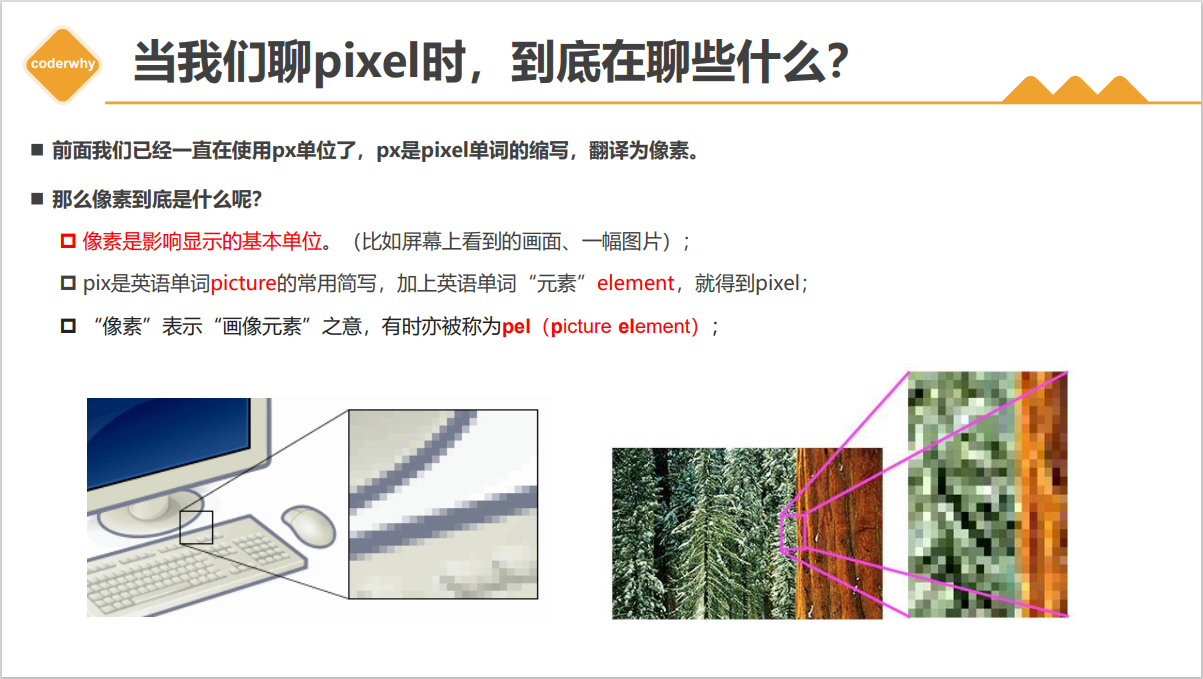 coderwhy
当我们聊pixel时，到底在聊些什么？
前面我们已经一直在使用px单位了，px是pixel单词的缩写，翻译为像素。
那么像素到底是什么呢？
像素是影响显示的基本单位。（比如屏幕上看到的画面、一幅图片）；
pix是英语单词picture的常用简写，加上英语单词“元素”element，就得到pixel；
“像素”表示“画像元素”之意，有时亦被称为pel（picture element）；